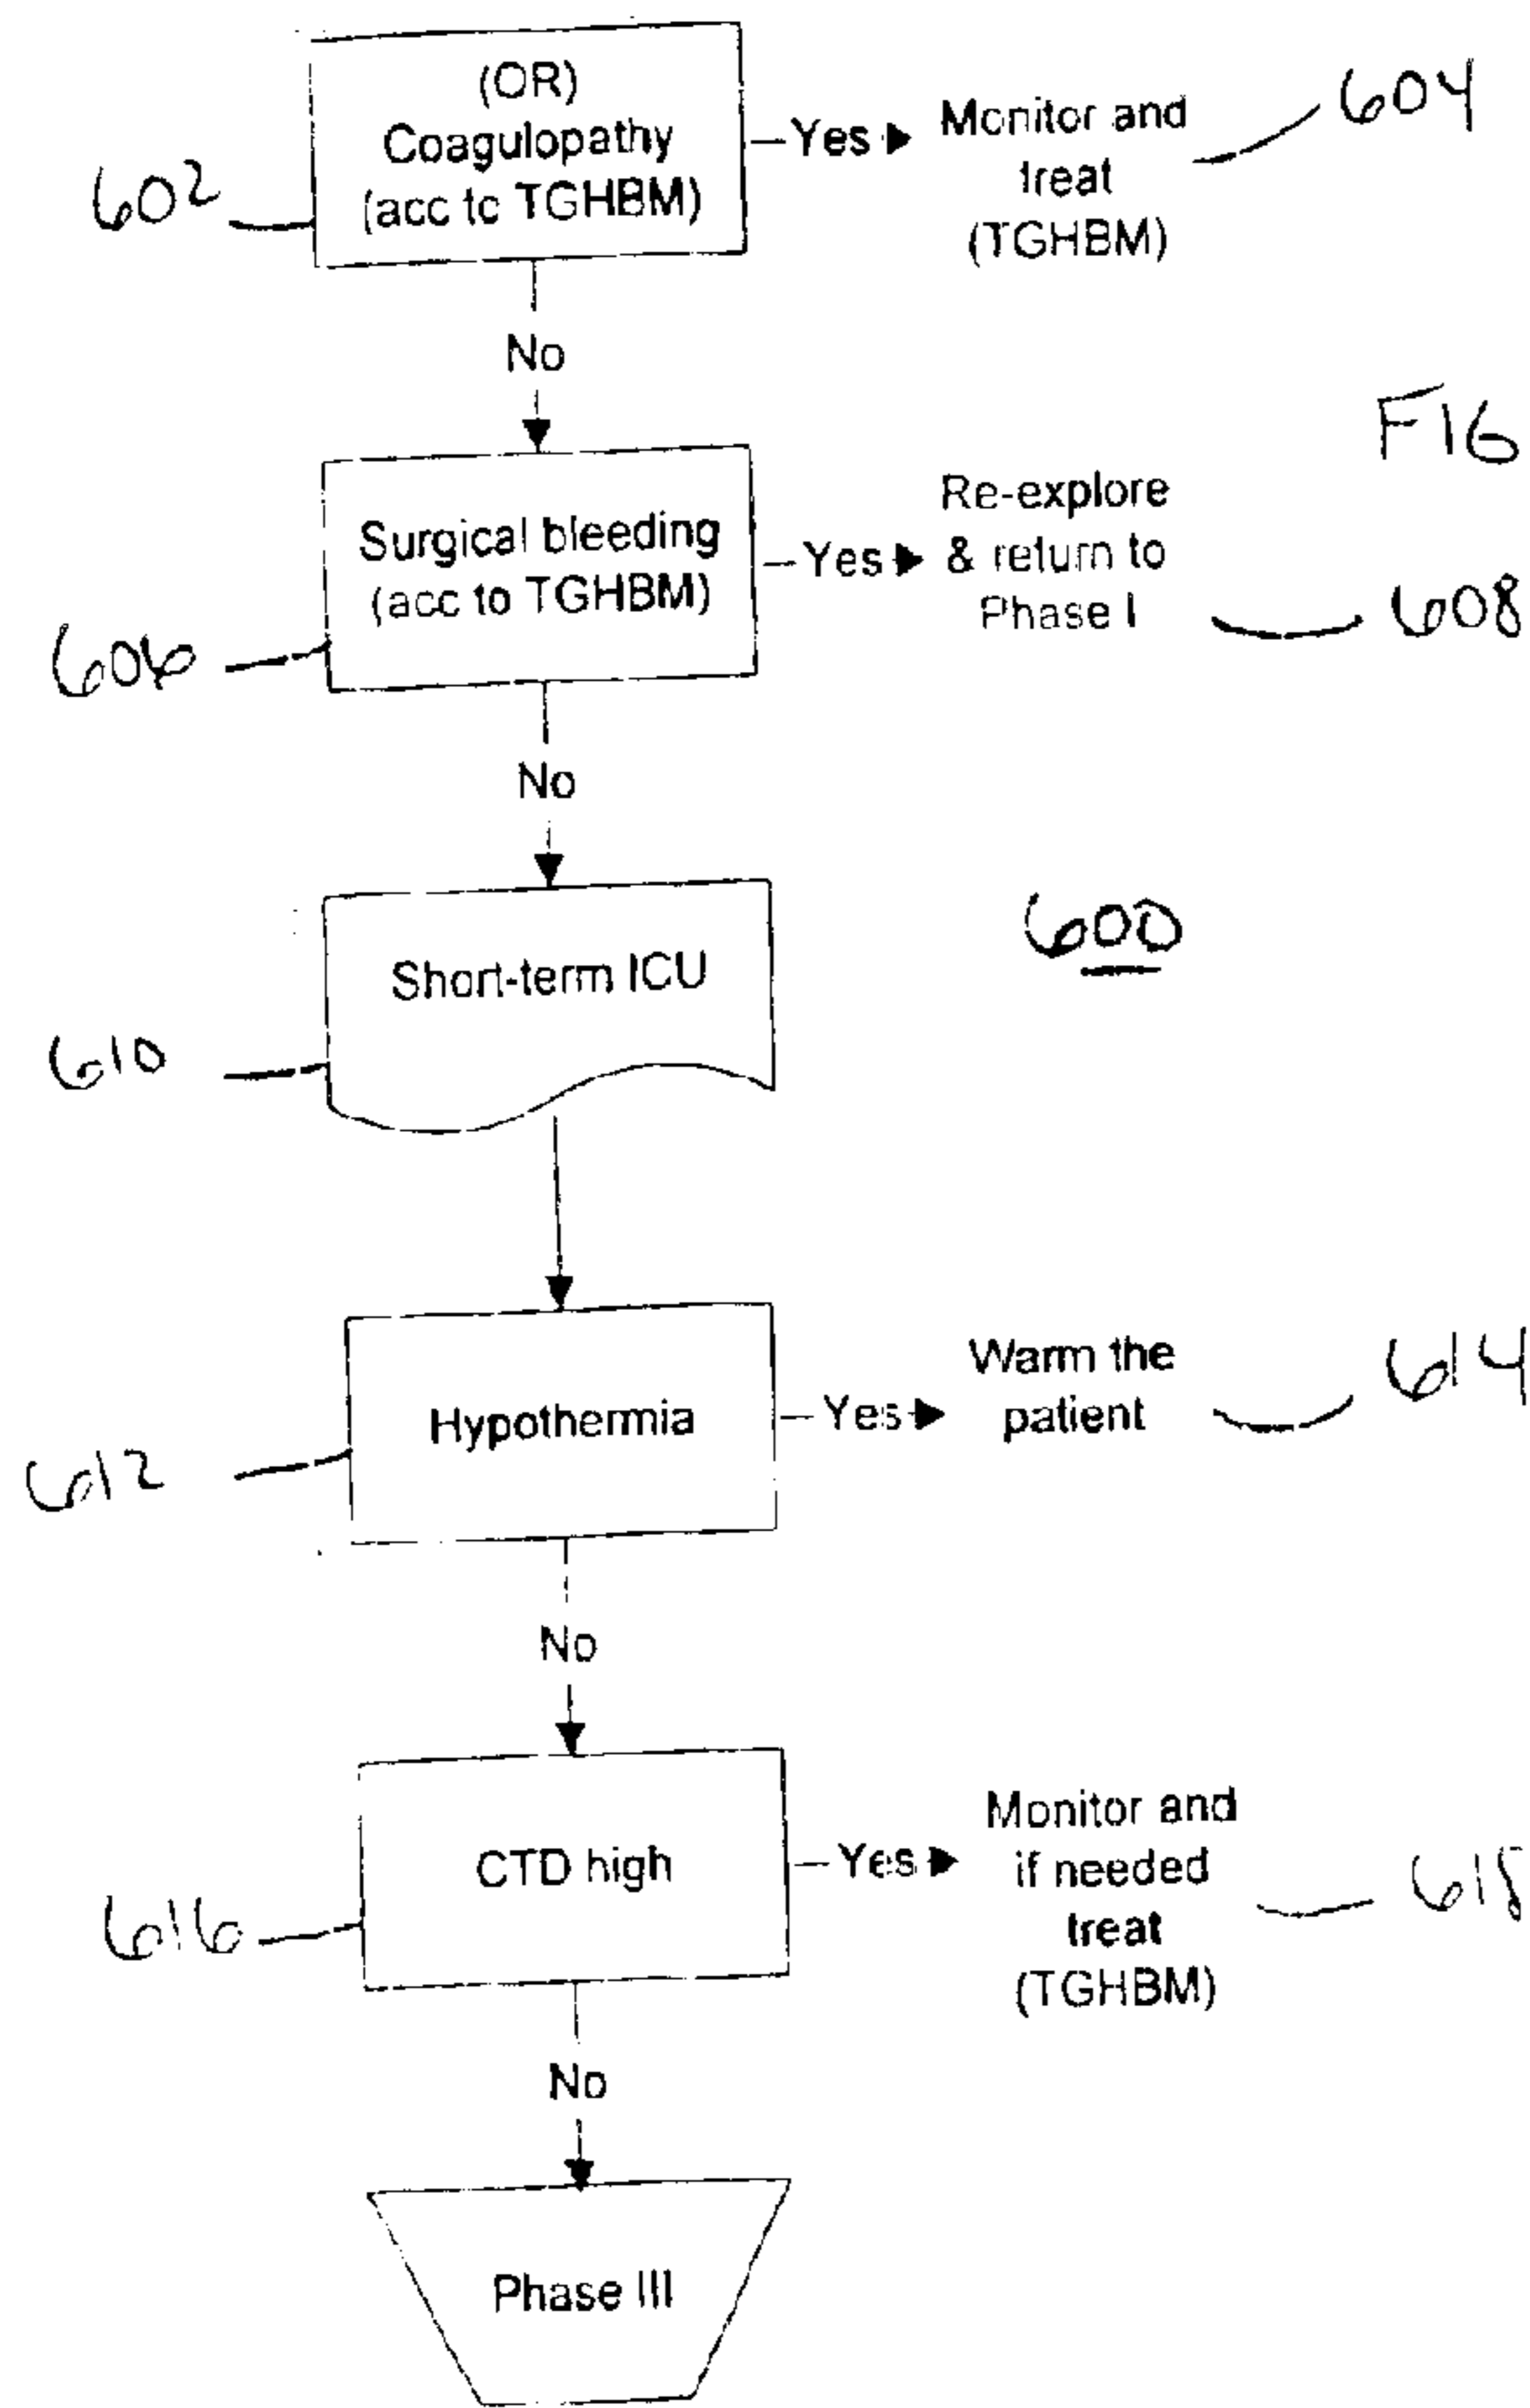 (OR)
Coagulopathy
(acc to TGHBM)
Yes
Monitor and
treat
(TGHBM)
604
602
No
FIG
Surgical bleeding
(acc to TGHBM)
Yes
Re-explore
& return to
Phase I
608
606
No
Short-term ICU
600
610
Hypothermia
Yes
Warm the
patient
614
612
No
CTD high
Yes
Monitor and
if needed
treat
(TGHBM)
618
616
No
Phase III